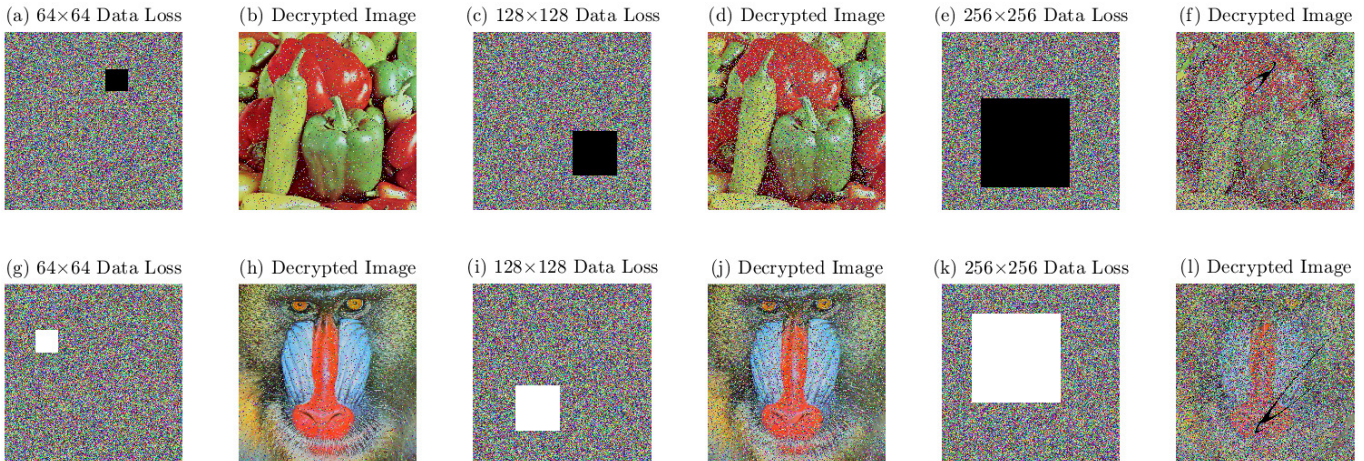 (a) 64×64 Data Loss
(b) Decrypted Image
(c) 128×128 Data Loss
(d) Decrypted Image
(e) 256×256 Data Loss
(f) Decrypted Image
(g) 64×64 Data Loss
(h) Decrypted Image
(i) 128×128 Data Loss
(j) Decrypted Image
(k) 256×256 Data Loss
(l) Decrypted Image